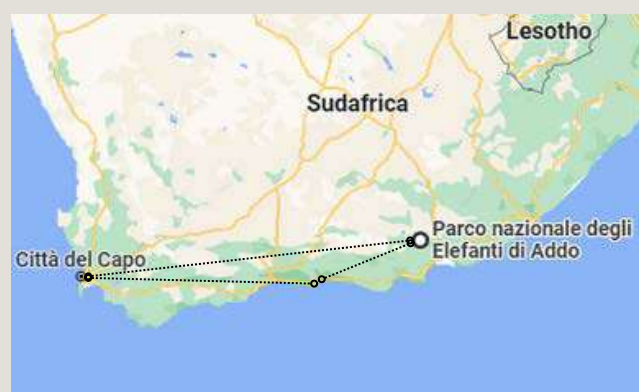 Lesotho
Sudafrica
Parco nazionale degli
Elefanti di Addo
Città del Capo